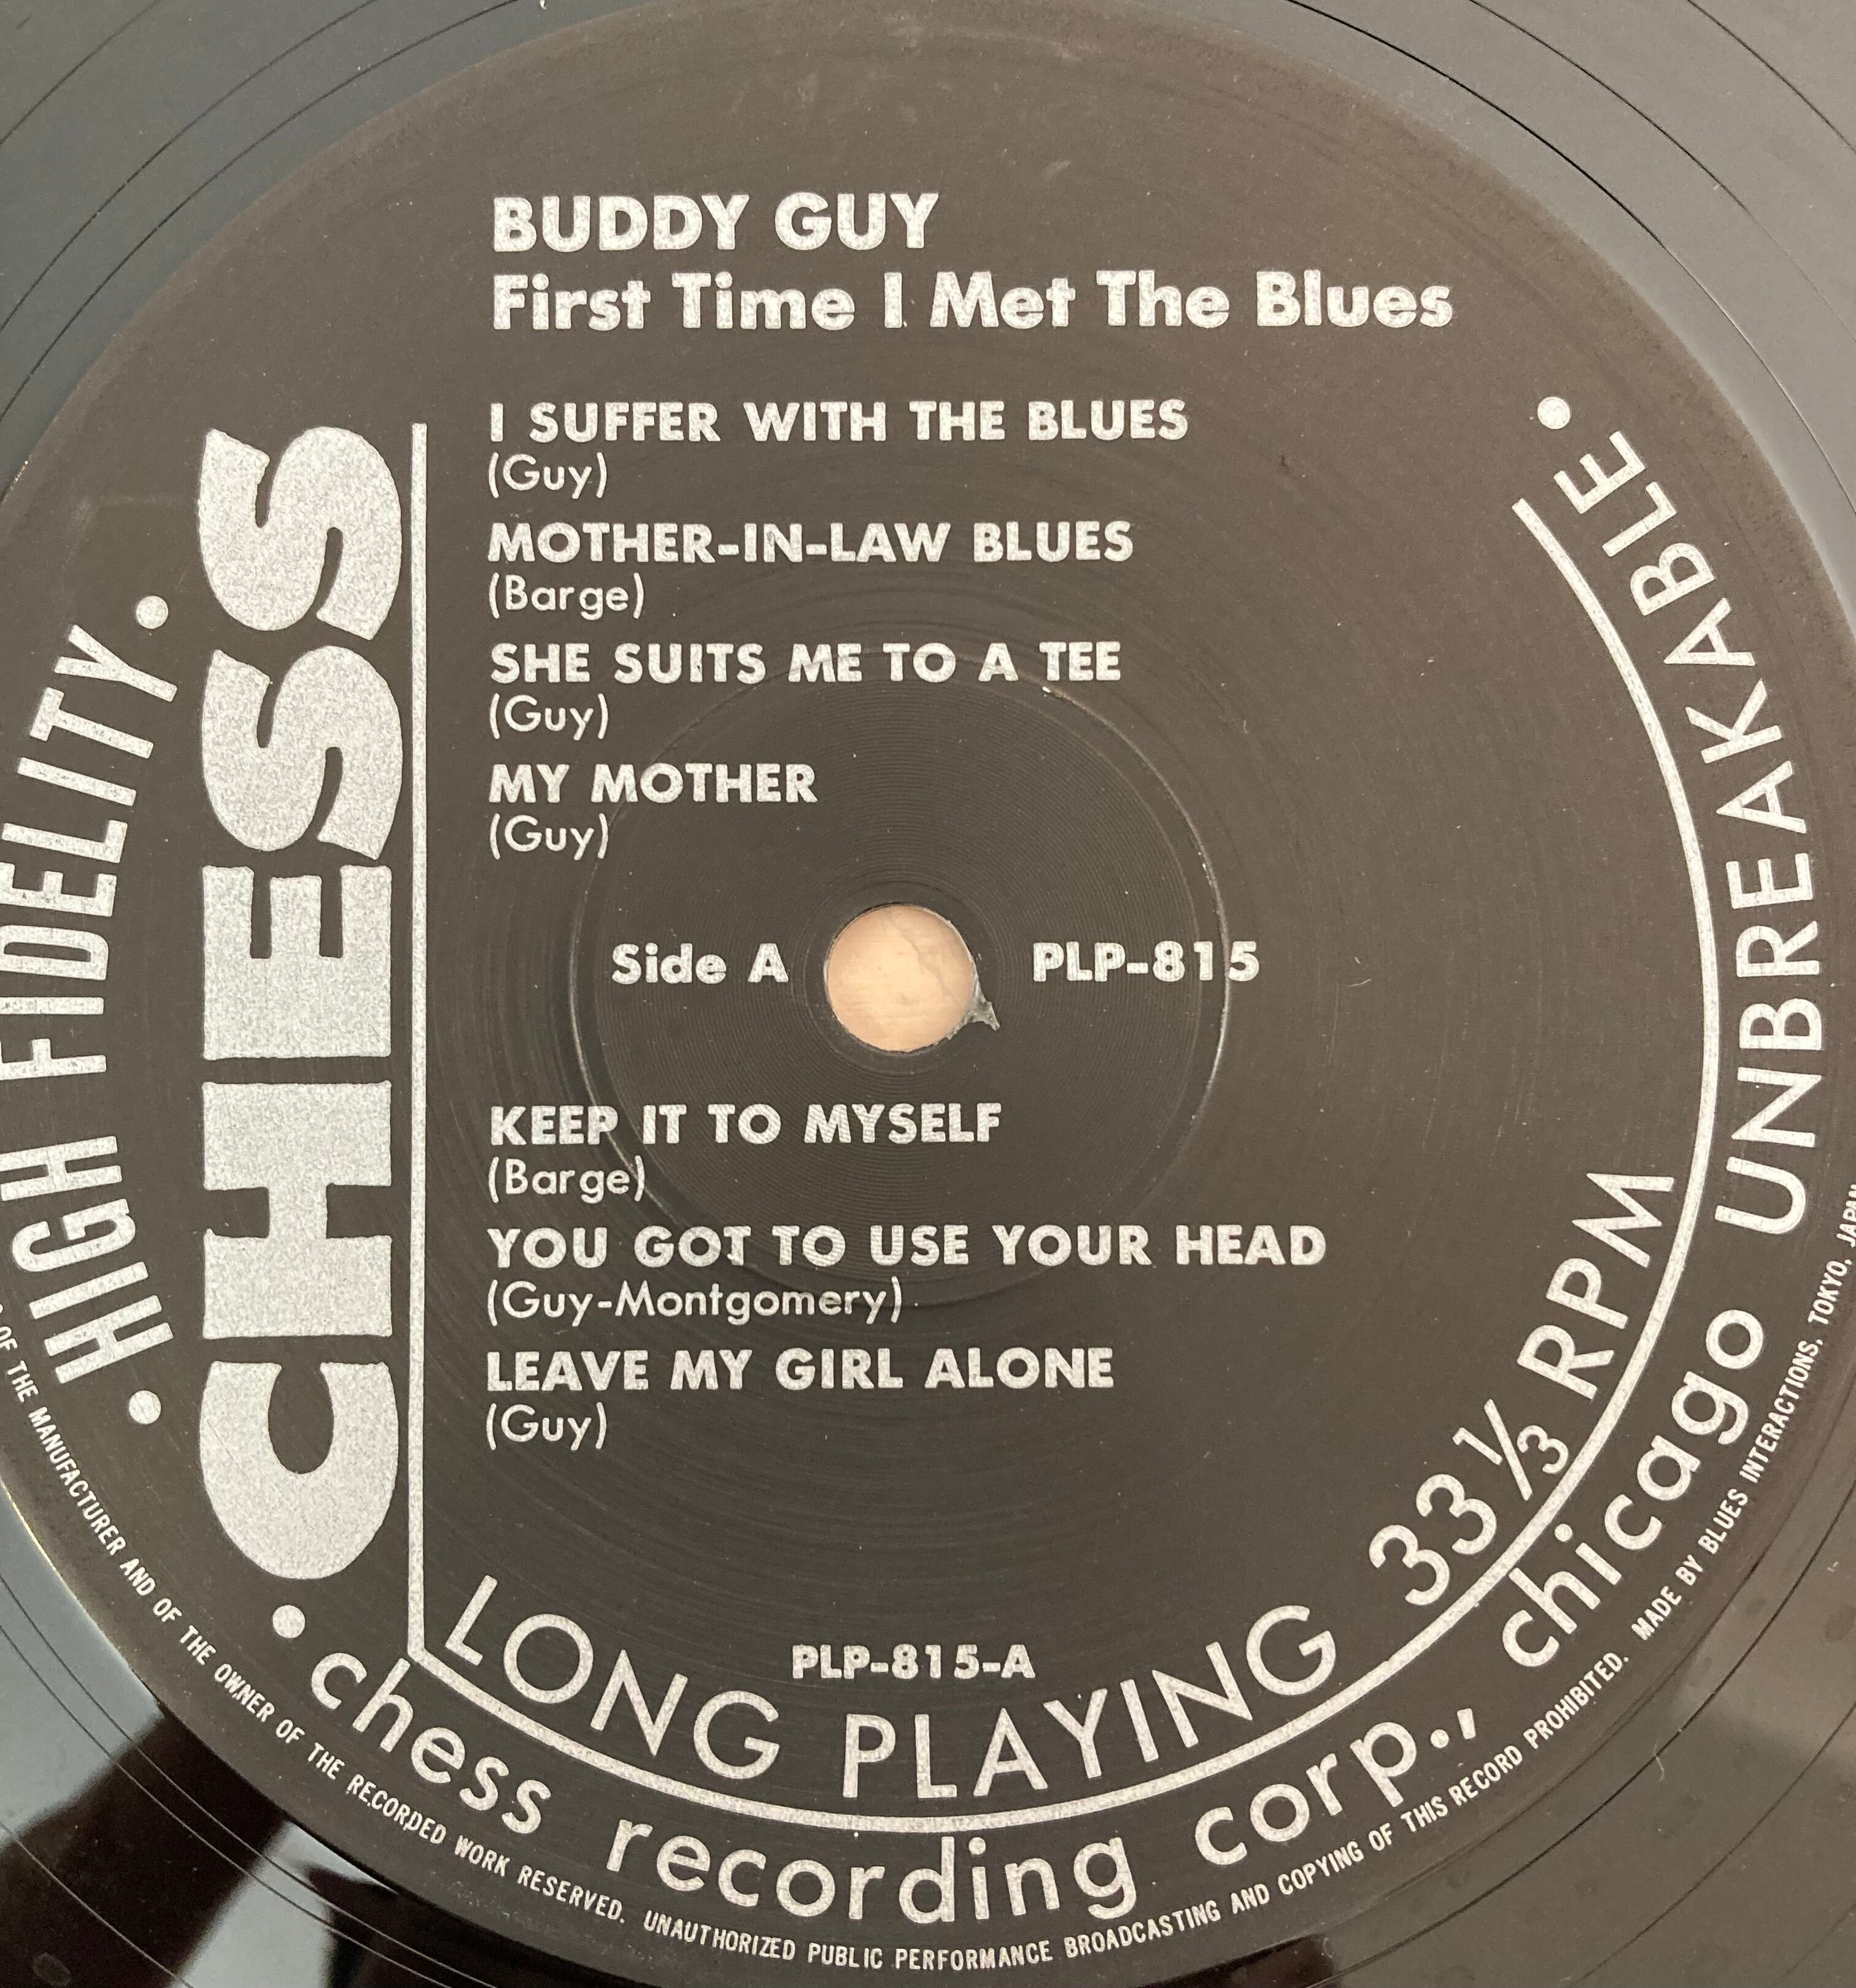 BUDDY GUY
First Time I Met The Blues
I SUFFER WITH THE BLUES
(Guy)
MOTHER-IN-LAW BLUES
(Barge)
SHE SUITS ME TO A TEE
(Guy)
MY MOTHER
(Guy)
Side A
PLP-815
KEEP IT TO MYSELF
(Barge)
YOU GOT TO USE YOUR HEAD
(Guy-Montgomery)
LEAVE MY GIRL ALONE
(Guy)
PLP-815-A
LONG PLAYING 33⅓ RPM
CHESS
• HIGH FIDELITY •
• chess recording corp., chicago UNBREAKABLE •
OF THE MANUFACTURER AND OF THE OWNER OF THE RECORDED WORK RESERVED. UNAUTHORIZED PUBLIC PERFORMANCE BROADCASTING AND COPYING OF THIS RECORD PROHIBITED. MADE BY BLUES INTERACTIONS, TOKYO, JAPAN